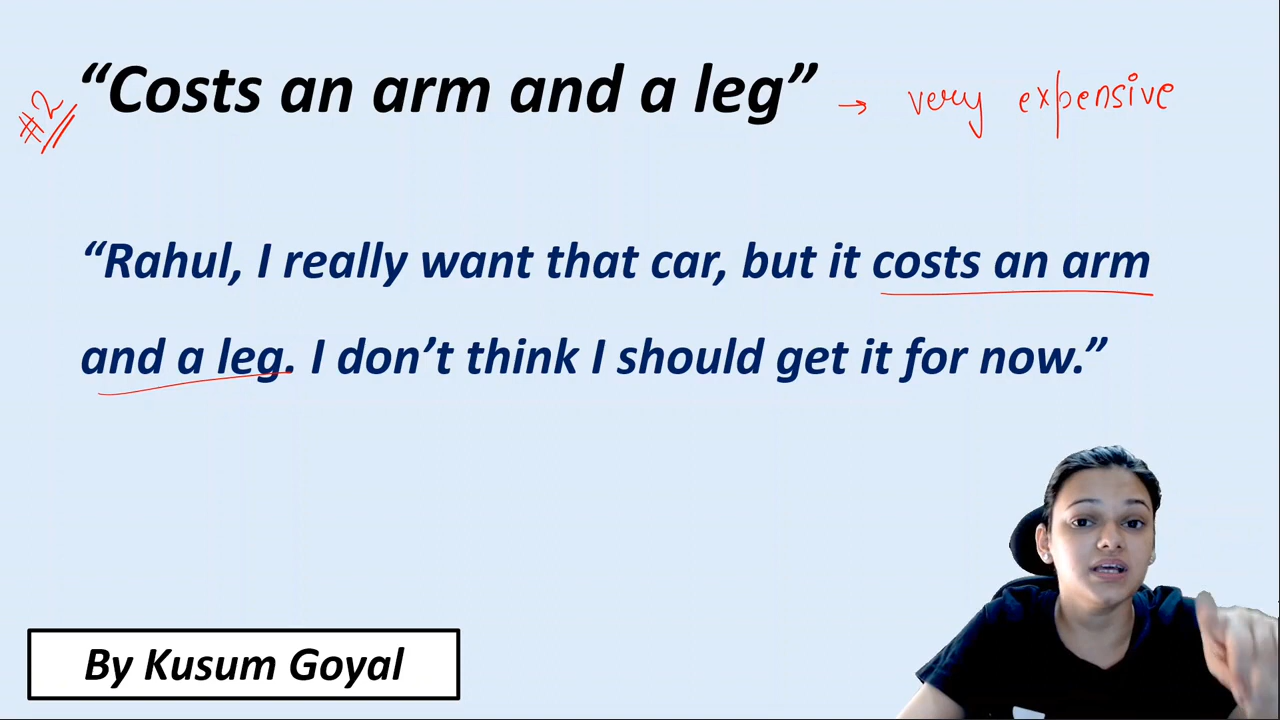 #2 “Costs an arm and a leg” → very expensive
“Rahul, I really want that car, but it costs an arm
and a leg. I don’t think I should get it for now.”
By Kusum Goyal